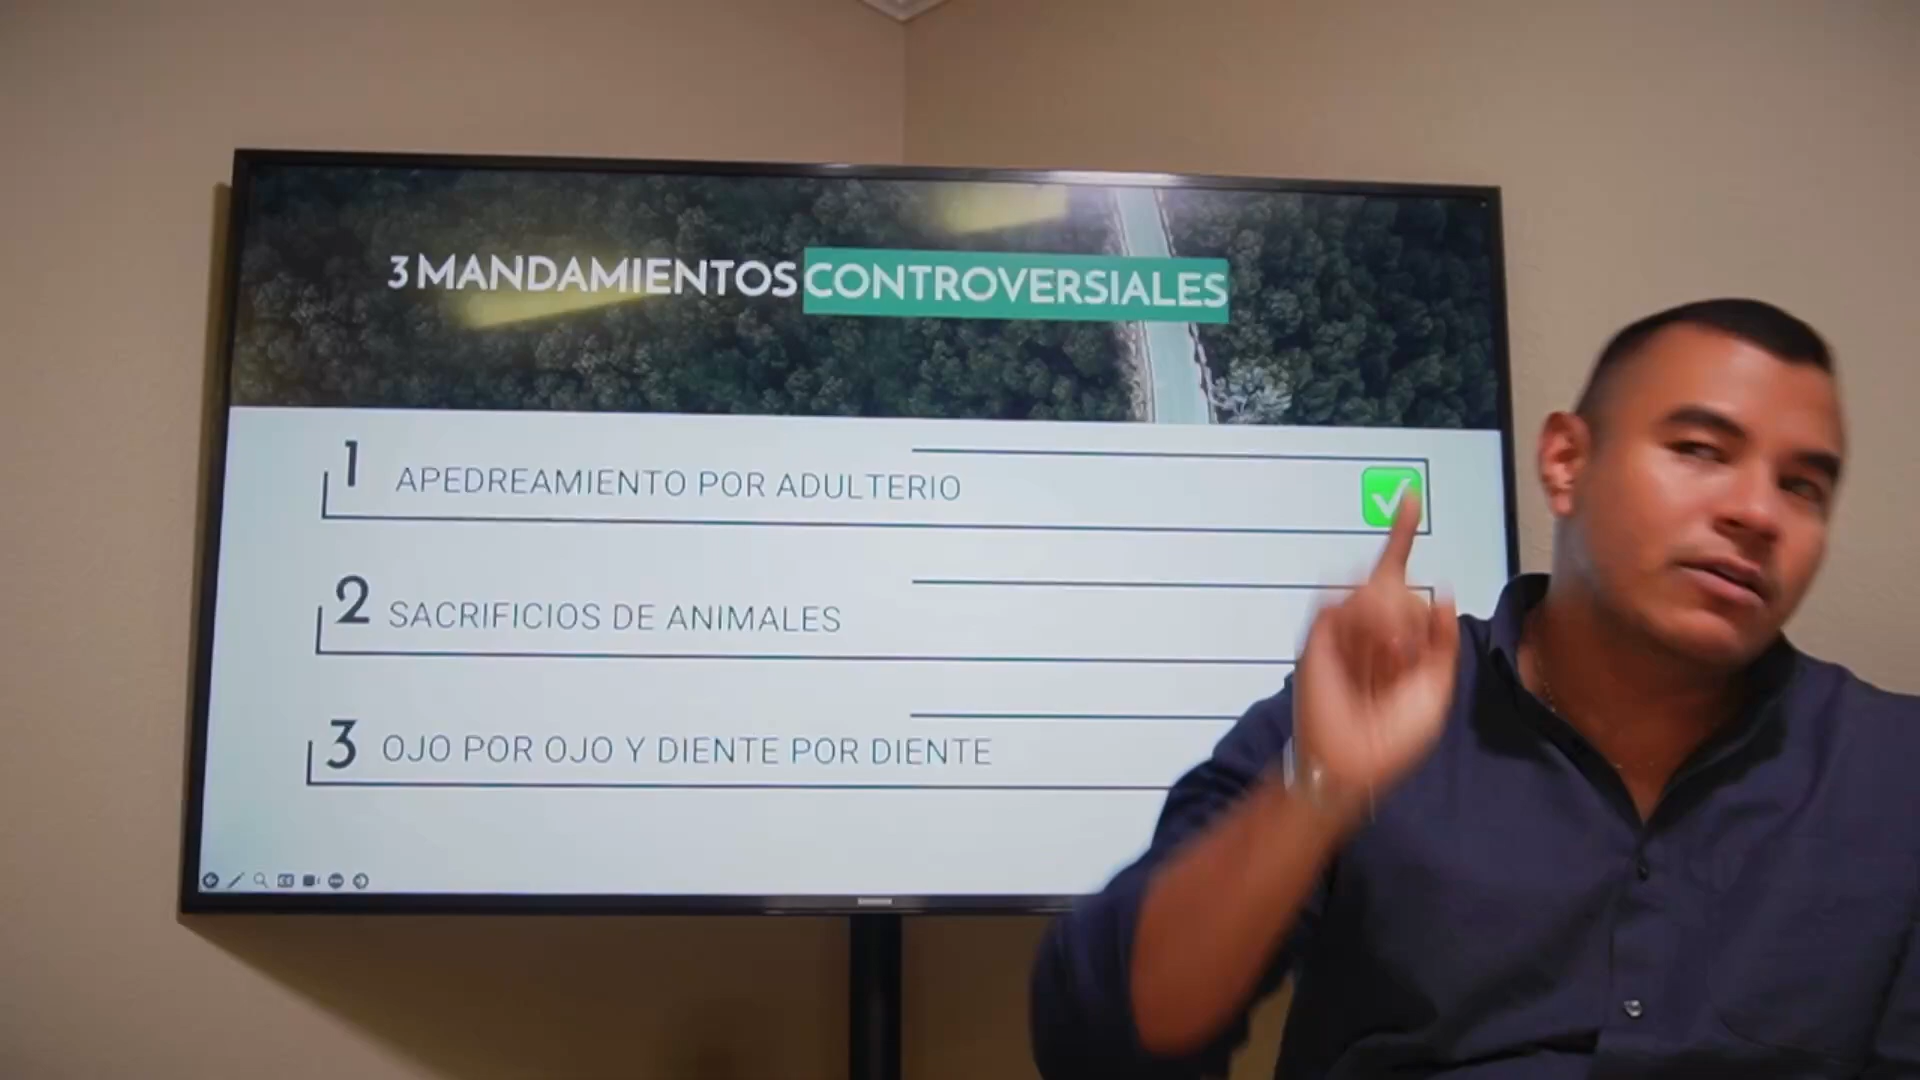 3 MANDAMIENTOS CONTROVERSIALES
1 APEDREAMIENTO POR ADULTERIO
2 SACRIFICIOS DE ANIMALES
3 OJO POR OJO Y DIENTE POR DIENTE